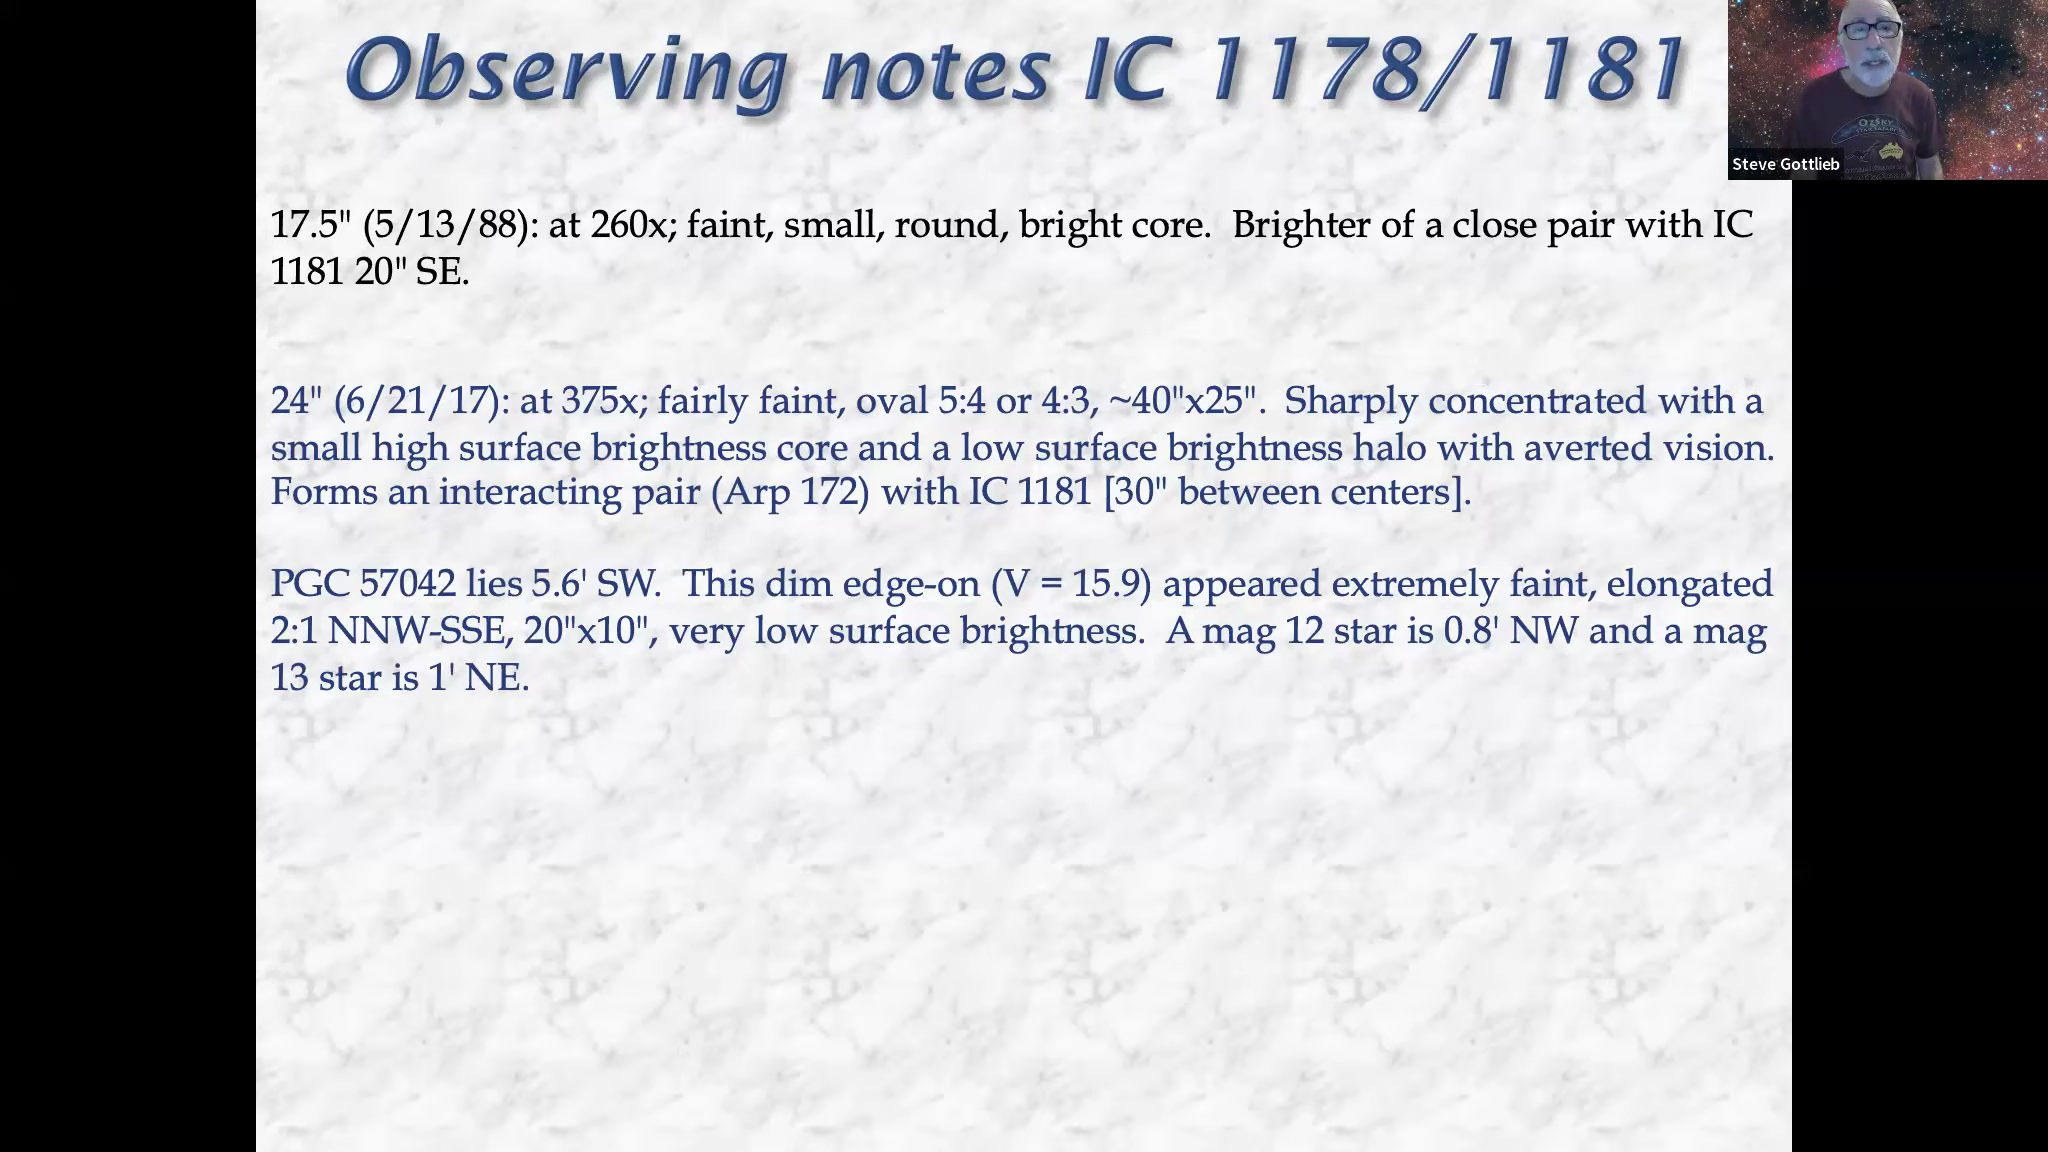 Observing notes IC 1178/1181
Steve Gottlieb
OzSky
STAR SAFARI
17.5" (5/13/88): at 260x; faint, small, round, bright core.  Brighter of a close pair with IC
1181 20" SE.
24" (6/21/17): at 375x; fairly faint, oval 5:4 or 4:3, ~40"x25".  Sharply concentrated with a
small high surface brightness core and a low surface brightness halo with averted vision.
Forms an interacting pair (Arp 172) with IC 1181 [30" between centers].
PGC 57042 lies 5.6' SW.  This dim edge-on (V = 15.9) appeared extremely faint, elongated
2:1 NNW-SSE, 20"x10", very low surface brightness.  A mag 12 star is 0.8' NW and a mag
13 star is 1' NE.